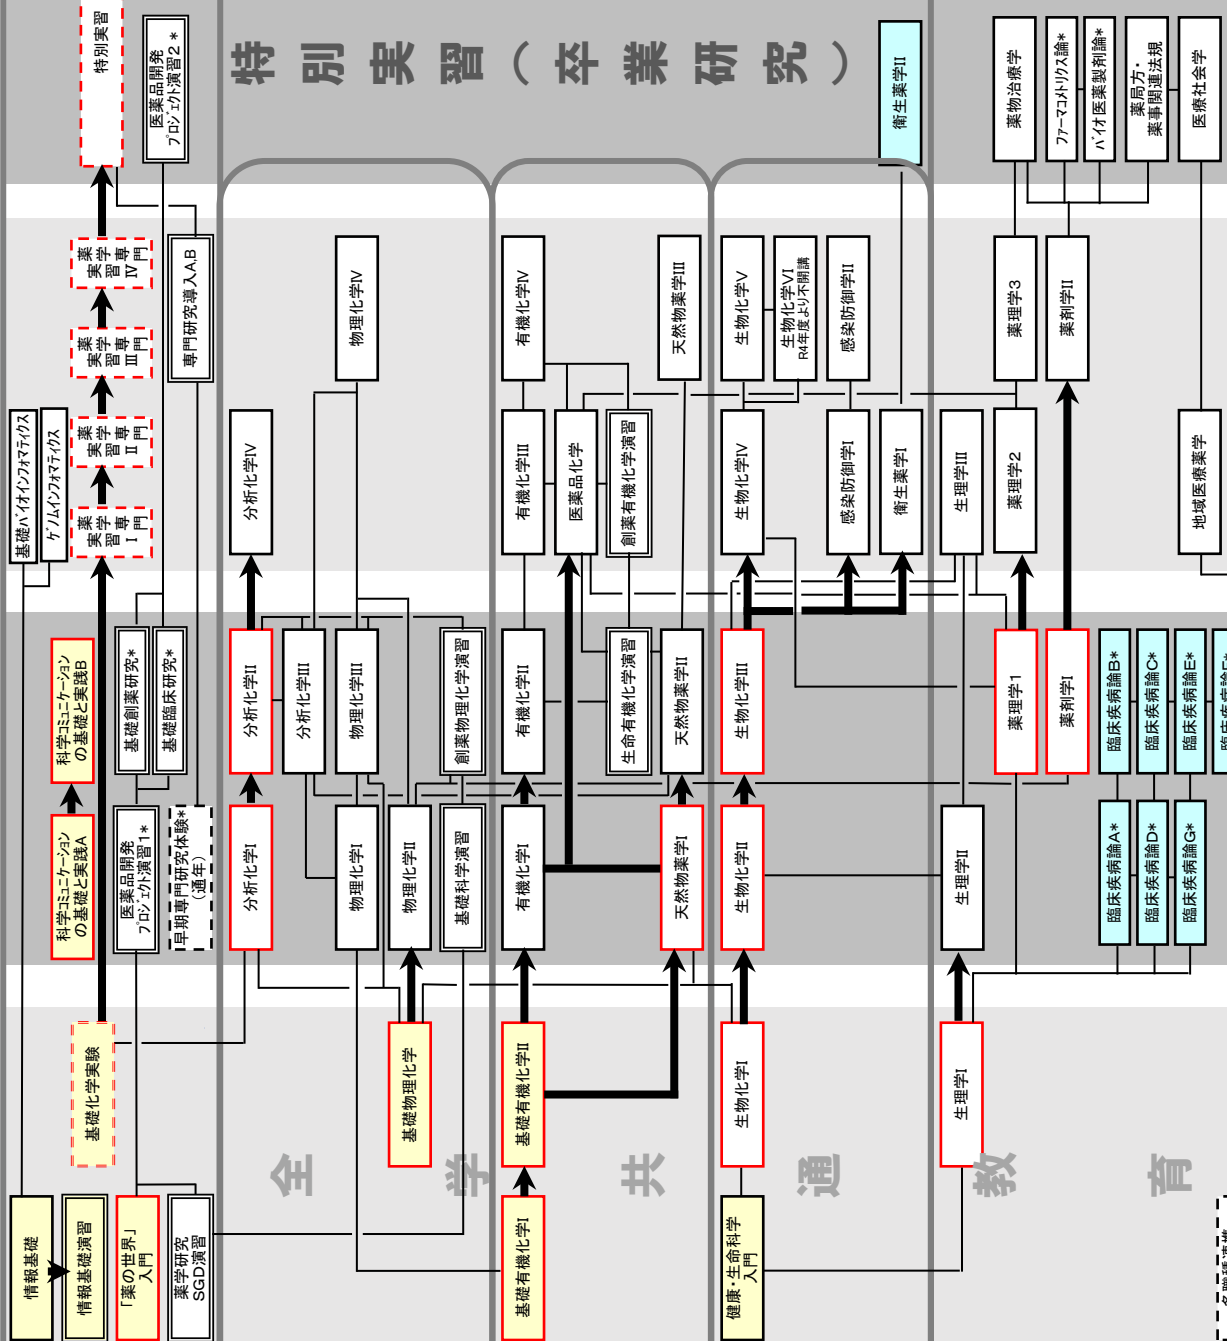 特別実習
医薬品開発
プロジェクト演習2 *
特別実習(卒業研究)
衛生薬学II
薬物治療学
ファーマコメトリクス論*
バイオ医薬製剤論*
薬局方・
薬事関連法規
医療社会学
薬学専門
実習IV
薬学専門
実習III
薬学専門
実習II
薬学専門
実習I
専門研究導入A,B
物理化学IV
有機化学IV
天然物薬学III
生物化学V
生物化学VI
R4年度より不開講
感染防御学II
薬理学3
薬剤学II
基礎バイオインフォマティクス
ゲノムインフォマティクス
分析化学IV
有機化学III
医薬品化学
創薬有機化学演習
生物化学IV
感染防御学I
衛生薬学I
生理学III
薬理学2
地域医療薬学
科学コミュニケーション
の基礎と実践B
基礎創薬研究*
基礎臨床研究*
分析化学II
分析化学III
物理化学III
創薬物理化学演習
有機化学II
生命有機化学演習
天然物薬学II
生物化学III
薬理学1
薬剤学I
臨床疾病論B*
臨床疾病論C*
臨床疾病論E*
臨床疾病論F*
科学コミュニケーション
の基礎と実践A
医薬品開発
プロジェクト演習1*
早期専門研究体験*
(通年)
分析化学I
物理化学I
物理化学II
基礎科学演習
有機化学I
天然物薬学I
生物化学II
生理学II
臨床疾病論A*
臨床疾病論D*
臨床疾病論G*
基礎化学実験
基礎物理化学
基礎有機化学II
生物化学I
生理学I
全学共通教育
情報基礎
情報基礎演習
「薬の世界」
入門
薬学研究
SGD演習
基礎有機化学I
健康・生命科学
入門